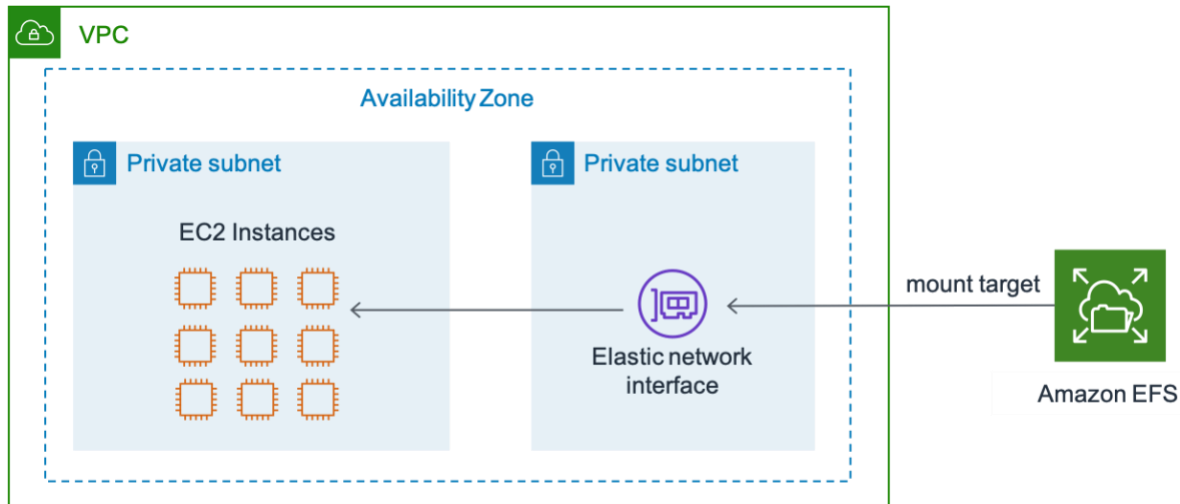 VPC
Availability Zone
Private subnet
Private subnet
EC2 Instances
mount target
Elastic network
interface
Amazon EFS